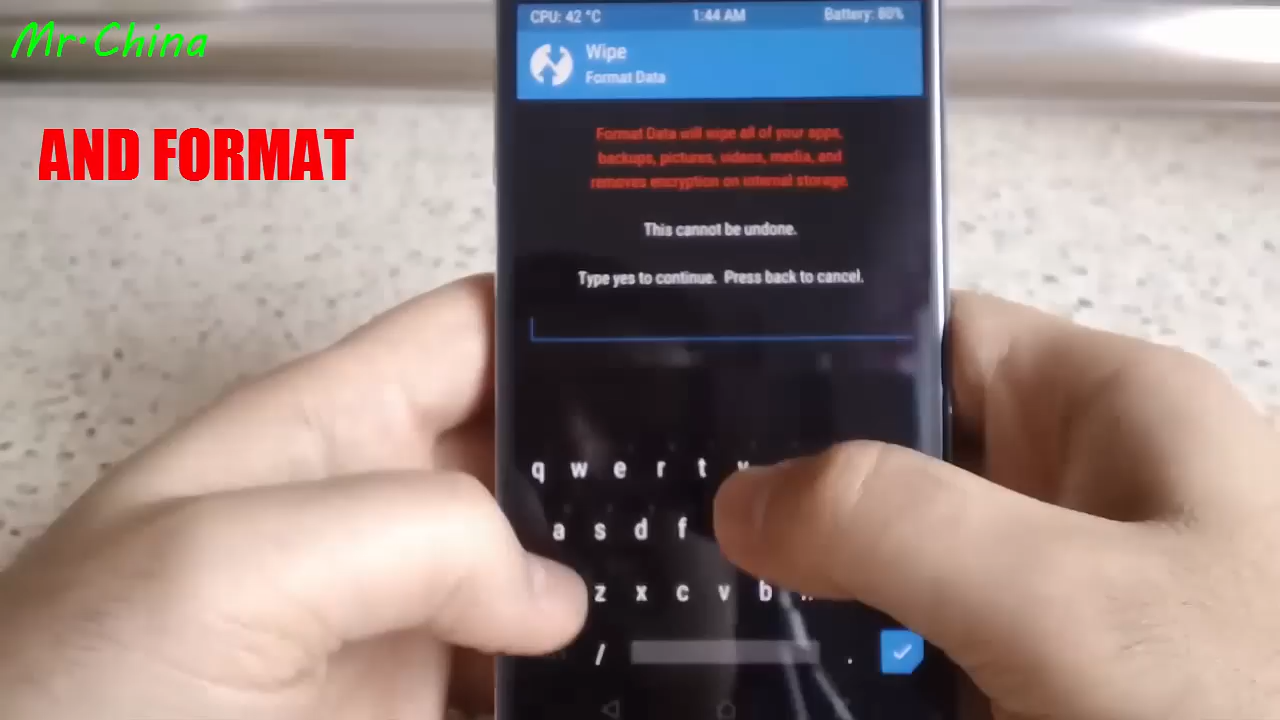 Mr·China
AND FORMAT
CPU: 42 °C 1:44 AM Battery: 80%
Wipe
Format Data
Format Data will wipe all of your apps,
backups, pictures, videos, media, and
removes encryption on internal storage.
This cannot be undone.
Type yes to continue. Press back to cancel.
q w e r t y
a s d f
z x c v b
/ .